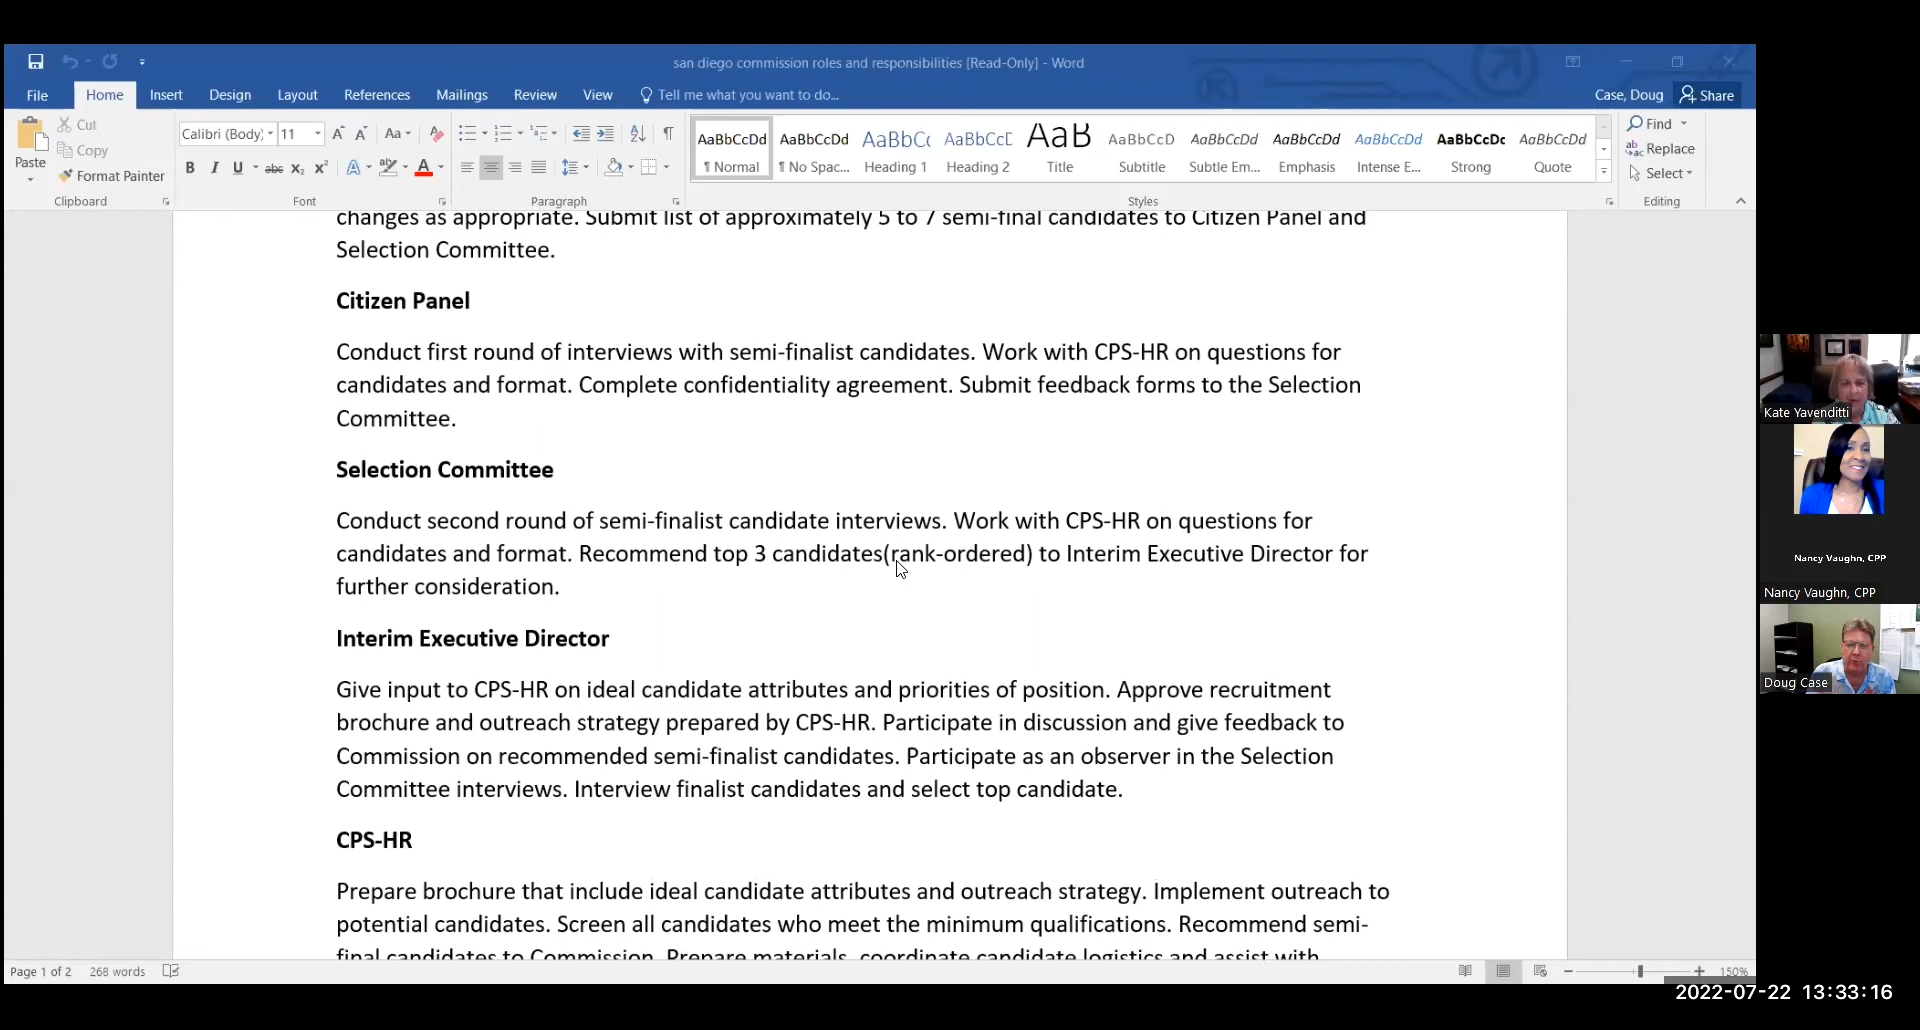 san diego commission roles and responsibilities [Read-Only] - Word
File Home Insert Design Layout References Mailings Review View Tell me what you want to do... Case, Doug Share
Paste
Cut
Copy
Format Painter
Clipboard
Calibri (Body) 11
Font
Paragraph
AaBbCcDd AaBbCcDd AaBbCc AaBbCcD AaB AaBbCcD AaBbCcDd AaBbCcDd AaBbCcDd AaBbCcDc AaBbCcDd
¶ Normal ¶ No Spac... Heading 1 Heading 2 Title Subtitle Subtle Em... Emphasis Intense E... Strong Quote
Styles
Find
Replace
Select
Editing
changes as appropriate. Submit list of approximately 5 to 7 semi-final candidates to Citizen Panel and
Selection Committee.
Citizen Panel
Conduct first round of interviews with semi-finalist candidates. Work with CPS-HR on questions for
candidates and format. Complete confidentiality agreement. Submit feedback forms to the Selection
Committee.
Selection Committee
Conduct second round of semi-finalist candidate interviews. Work with CPS-HR on questions for
candidates and format. Recommend top 3 candidates(rank-ordered) to Interim Executive Director for
further consideration.
Interim Executive Director
Give input to CPS-HR on ideal candidate attributes and priorities of position. Approve recruitment
brochure and outreach strategy prepared by CPS-HR. Participate in discussion and give feedback to
Commission on recommended semi-finalist candidates. Participate as an observer in the Selection
Committee interviews. Interview finalist candidates and select top candidate.
CPS-HR
Prepare brochure that include ideal candidate attributes and outreach strategy. Implement outreach to
potential candidates. Screen all candidates who meet the minimum qualifications. Recommend semi-
final candidates to Commission. Prepare materials, coordinate candidate logistics and assist with
Page 1 of 2 268 words 150%
Kate Yavenditti
Nancy Vaughn, CPP
Nancy Vaughn, CPP
Doug Case
2022-07-22 13:33:16